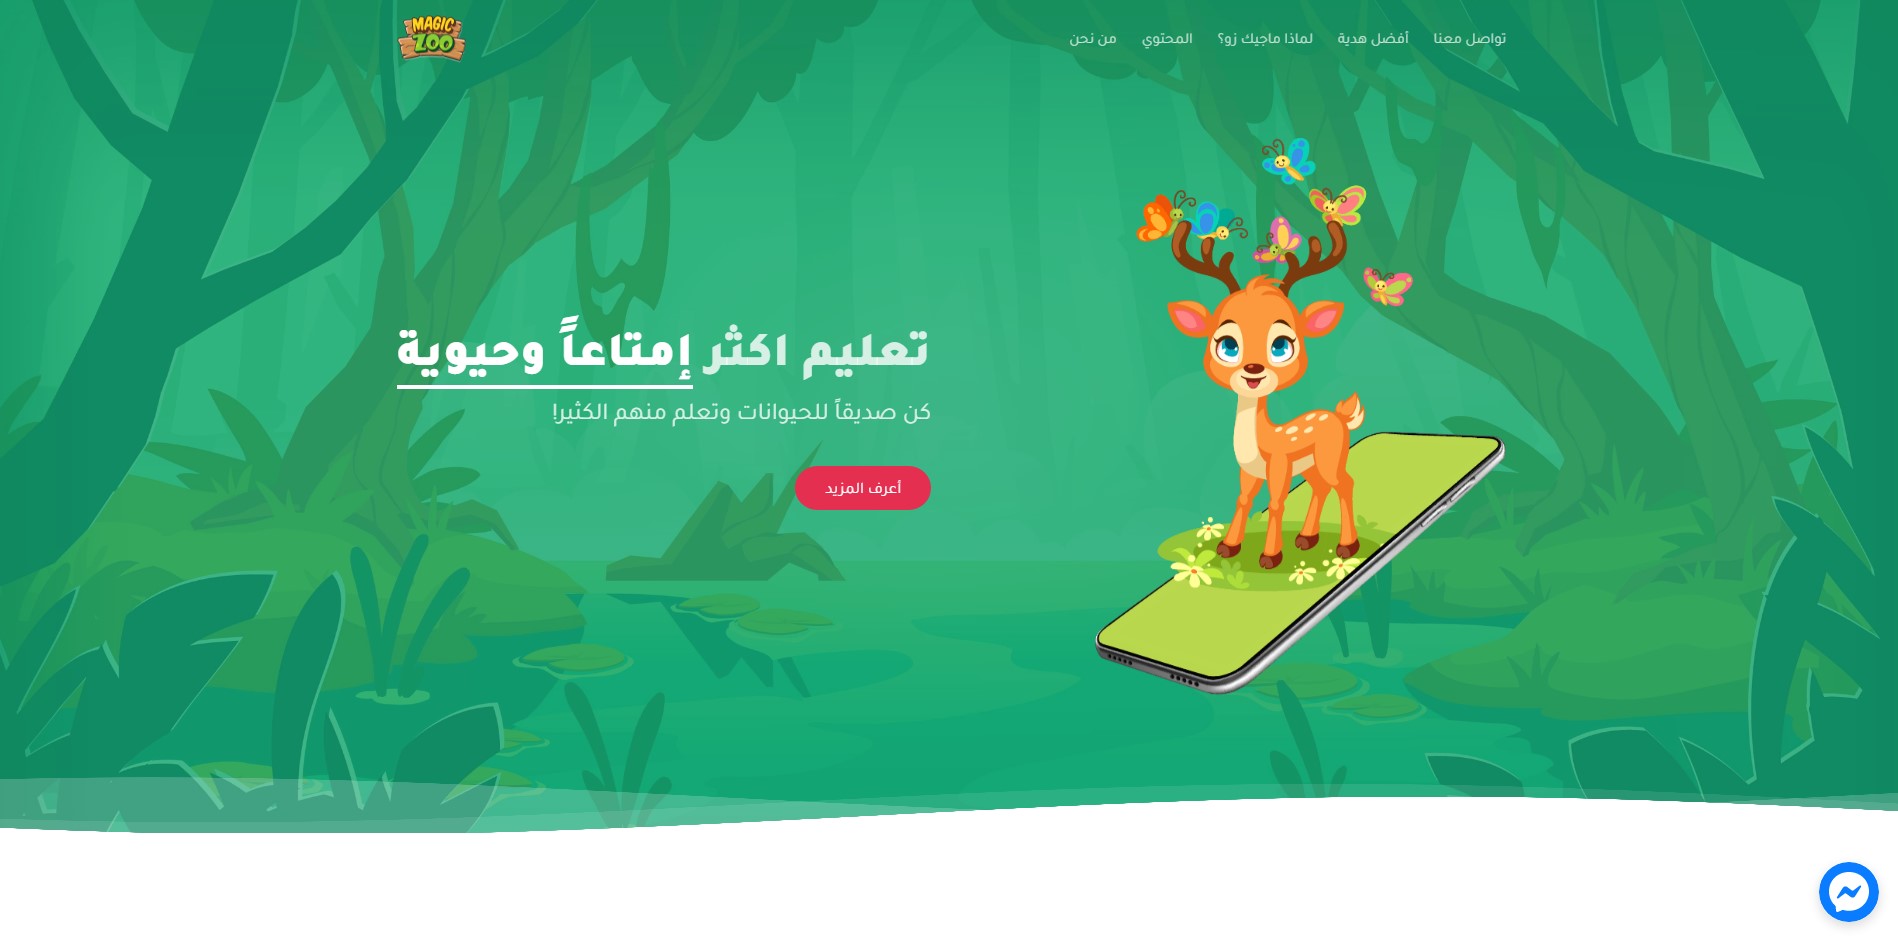 MAGIC
ZOO
تواصل معنا
أفضل هدية
لماذا ماجيك زو؟
المحتوي
من نحن
تعليم اكثر إمتاعاً وحيوية
كن صديقاً للحيوانات وتعلم منهم الكثير!
أعرف المزيد